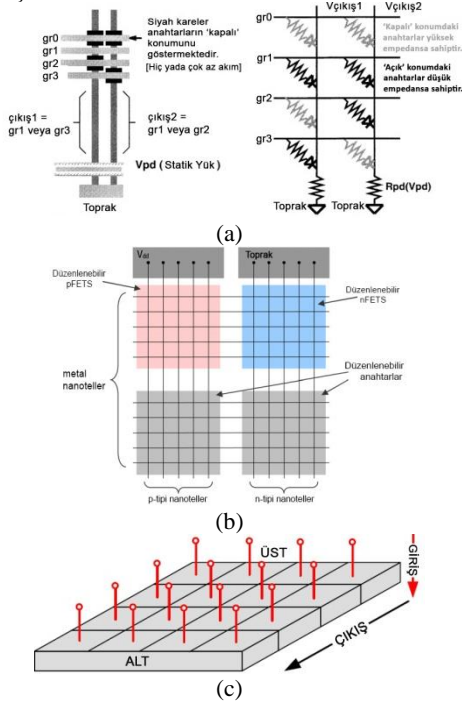 gr0
gr1
gr2
gr3
Siyah kareler
anahtarların 'kapalı'
konumunu
göstermektedir.
[Hiç yada çok az akım]
çıkış1 =
gr1 veya gr3
çıkış2 =
gr1 veya gr2
Vpd ( Statik Yük )
Toprak
Vçıkış1 Vçıkış2
gr0
gr1
gr2
gr3
'Kapalı' konumdaki
anahtarlar yüksek
empedansa sahiptir.
'Açık' konumdaki
anahtarlar düşük
empedansa sahiptir.
Rpd(Vpd)
Toprak
(a)
Vdd
Toprak
Düzenlenebilir
pFETS
Düzenlenebilir
nFETS
metal
nanoteller
Düzenlenebilir
anahtarlar
p-tipi nanoteller
n-tipi nanoteller
(b)
ÜST
GİRİŞ
ÇIKIŞ
ALT
(c)